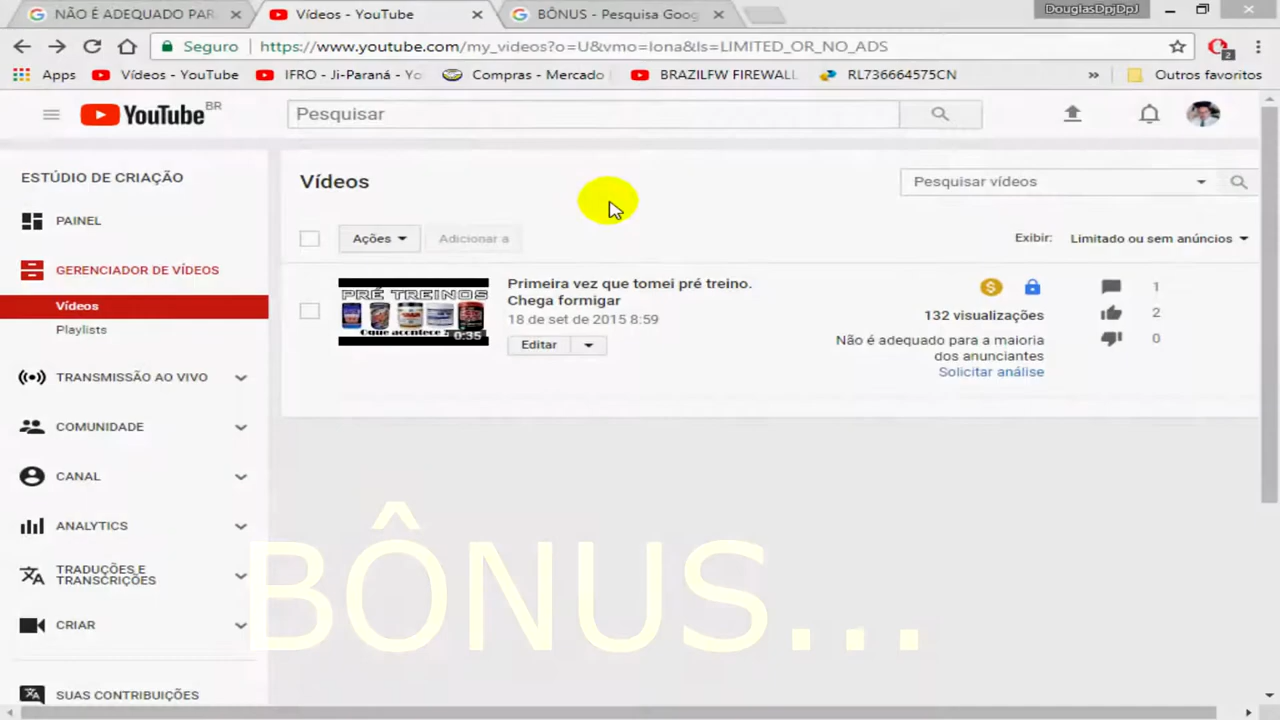 NÃO É ADEQUADO PAR
Vídeos - YouTube
BÔNUS - Pesquisa Goog
DouglasDpjDpJ
Seguro
https://www.youtube.com/my_videos?o=U&vmo=lona&ls=LIMITED_OR_NO_ADS
2
Apps
Vídeos - YouTube
IFRO - Ji-Paraná - Yo
Compras - Mercado
BRAZILFW FIREWALL
RL736664575CN
»
Outros favoritos
YouTube BR
Pesquisar
ESTÚDIO DE CRIAÇÃO
PAINEL
GERENCIADOR DE VÍDEOS
Vídeos
Playlists
TRANSMISSÃO AO VIVO
COMUNIDADE
CANAL
ANALYTICS
TRADUÇÕES E
TRANSCRIÇÕES
CRIAR
SUAS CONTRIBUIÇÕES
Vídeos
Pesquisar vídeos
Ações
Adicionar a
Exibir:
Limitado ou sem anúncios
PRÉ TREINOS
Oque acontece
0:35
Primeira vez que tomei pré treino.
Chega formigar
18 de set de 2015 8:59
Editar
132 visualizações
Não é adequado para a maioria
dos anunciantes
Solicitar análise
1
2
0
BÔNUS...